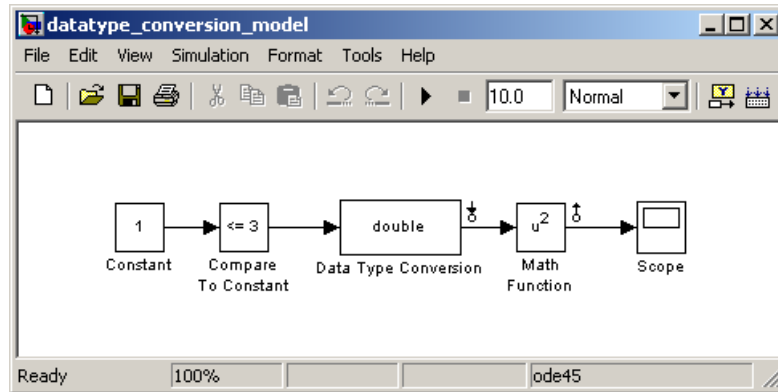 datatype_conversion_model
File Edit View Simulation Format Tools Help
10.0 Normal
1
<= 3
double
u2
Constant
Compare
To Constant
Data Type Conversion
Math
Function
Scope
Ready 100% ode45